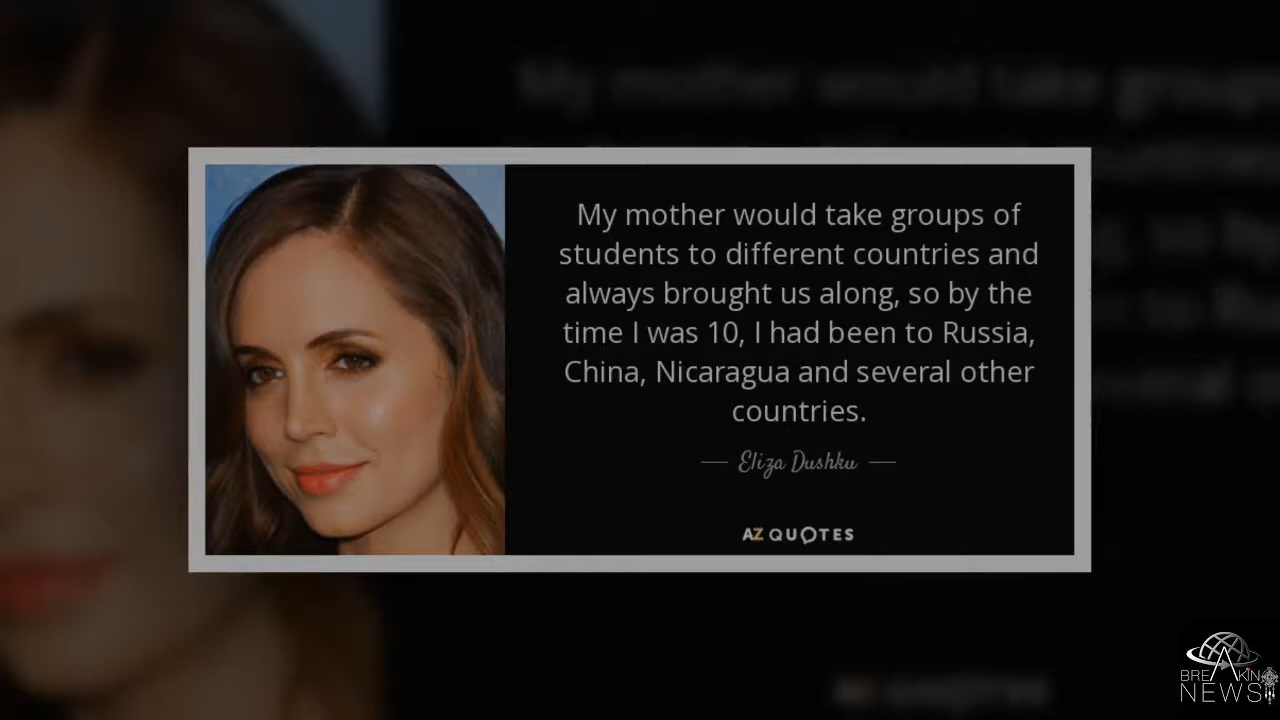 My mother would take groups of
students to different countries and
always brought us along, so by the
time I was 10, I had been to Russia,
China, Nicaragua and several other
countries.
Eliza Dushku
AZ QUOTES
BREAKING
NEWS